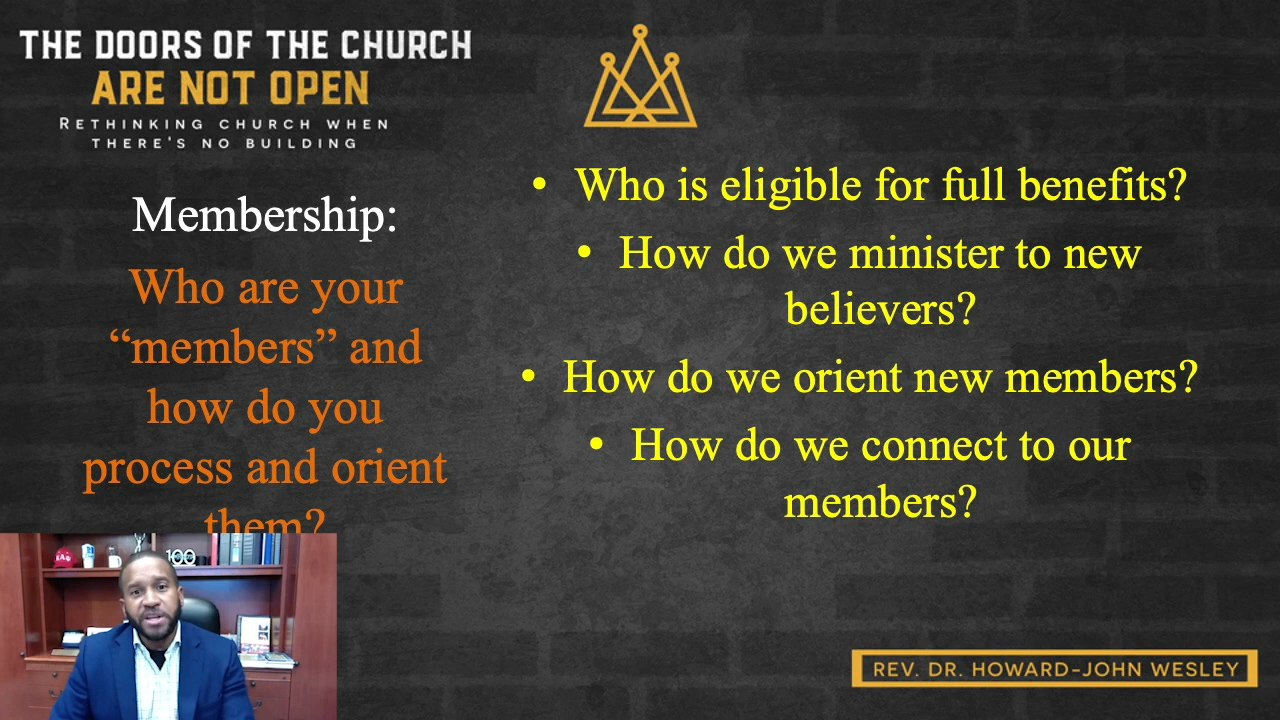 THE DOORS OF THE CHURCH
ARE NOT OPEN
RETHINKING CHURCH WHEN
THERE'S NO BUILDING
Membership:
Who are your
“members” and
how do you
process and orient
them?
• Who is eligible for full benefits?
• How do we minister to new
believers?
• How do we orient new members?
• How do we connect to our
members?
100
REV. DR. HOWARD-JOHN WESLEY